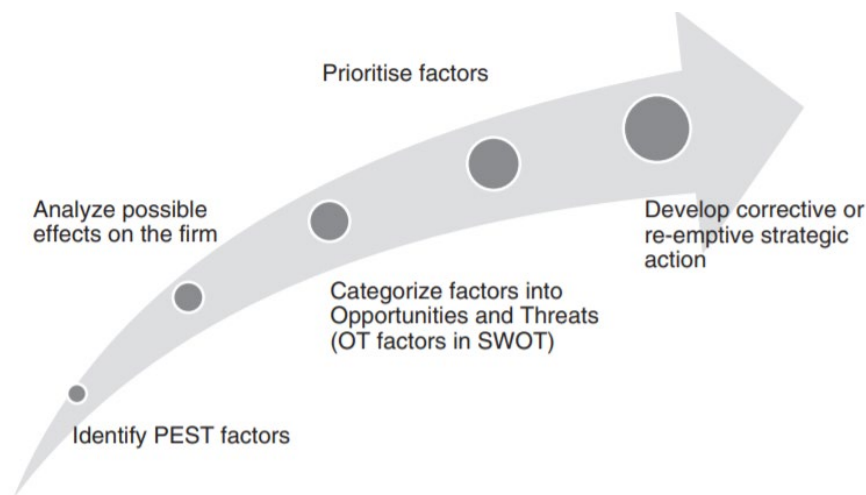 Prioritise factors
Analyze possible
effects on the firm
Develop corrective or
re-emptive strategic
action
Categorize factors into
Opportunities and Threats
(OT factors in SWOT)
Identify PEST factors